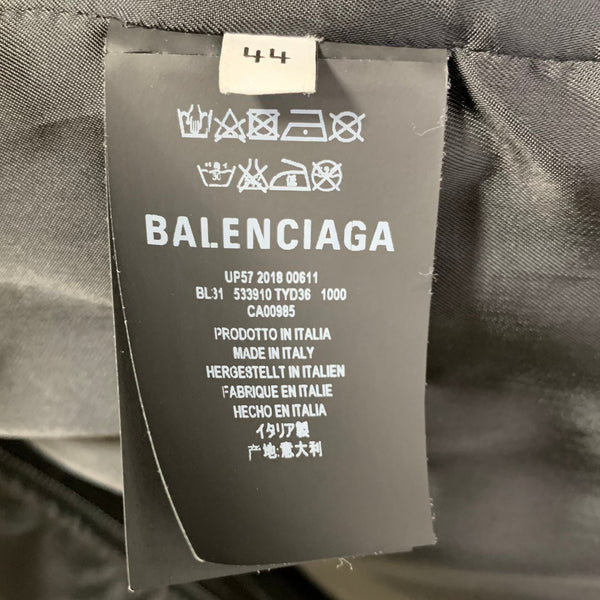 44
BALENCIAGA
UP57 2018 00611
BL31 533910 TYD36 1000
CA00985
PRODOTTO IN ITALIA
MADE IN ITALY
HERGESTELLT IN ITALIEN
FABRIQUE EN ITALIE
HECHO EN ITALIA
イタリア製
产地:意大利